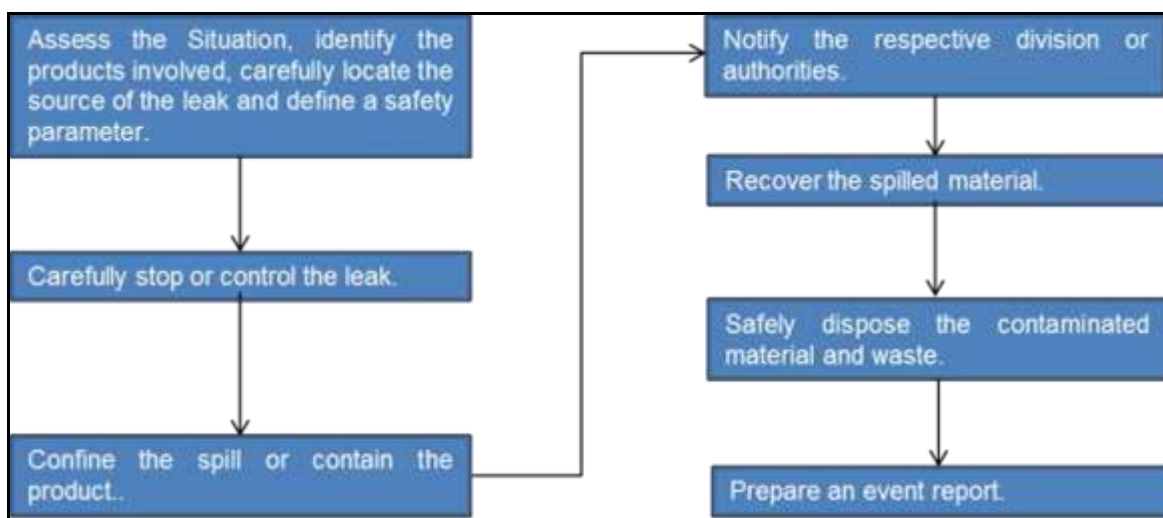 Assess the Situation, identify the
products involved, carefully locate the
source of the leak and define a safety
parameter.
Carefully stop or control the leak.
Confine the spill or contain the
product..
Notify the respective division or
authorities.
Recover the spilled material.
Safely dispose the contaminated
material and waste.
Prepare an event report.